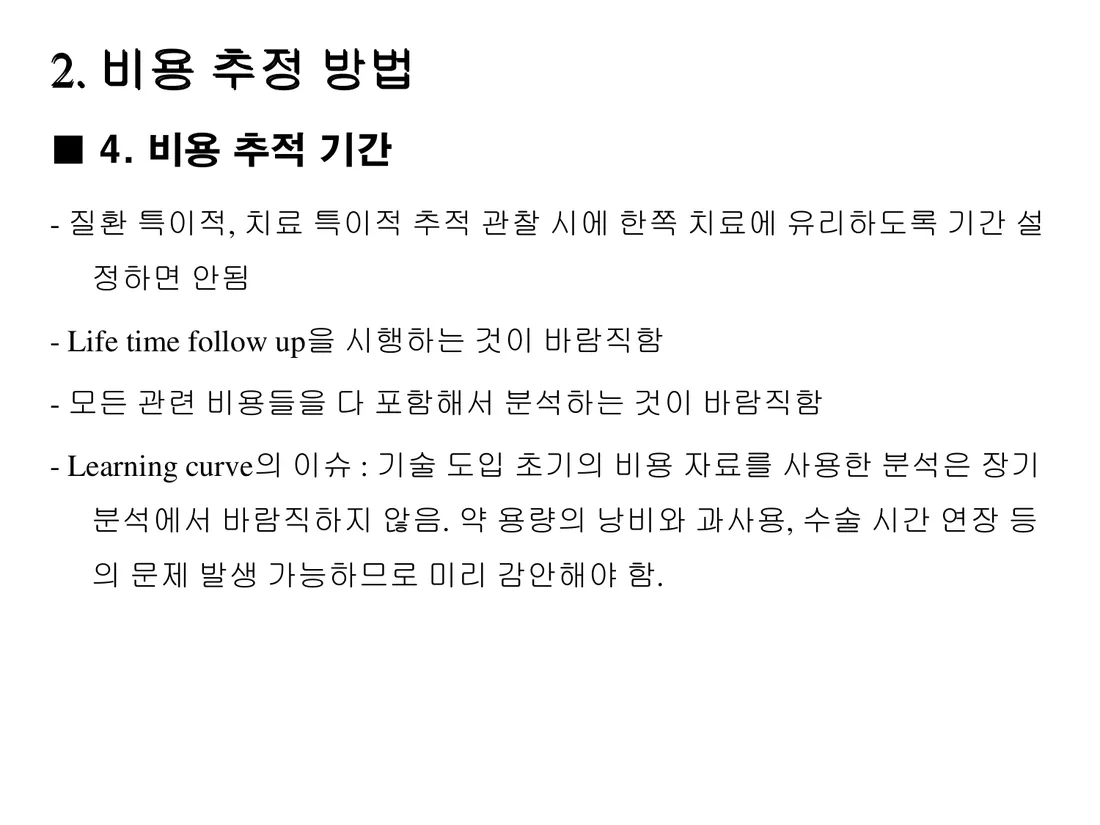 2. 비용 추정 방법
■ 4. 비용 추적 기간
- 질환 특이적, 치료 특이적 추적 관찰 시에 한쪽 치료에 유리하도록 기간 설
정하면 안됨
- Life time follow up을 시행하는 것이 바람직함
- 모든 관련 비용들을 다 포함해서 분석하는 것이 바람직함
- Learning curve의 이슈 : 기술 도입 초기의 비용 자료를 사용한 분석은 장기
분석에서 바람직하지 않음. 약 용량의 낭비와 과사용, 수술 시간 연장 등
의 문제 발생 가능하므로 미리 감안해야 함.